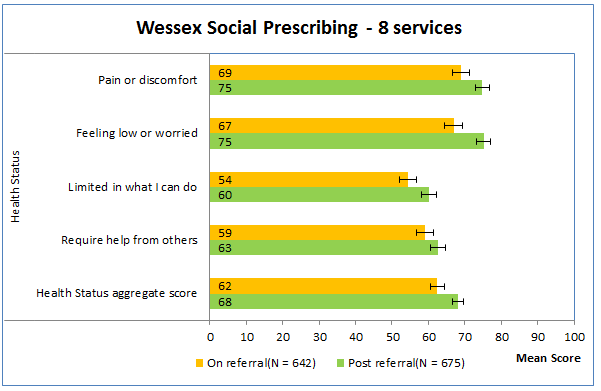 Wessex Social Prescribing - 8 services
Health Status
Pain or discomfort
69
75
Feeling low or worried
67
75
Limited in what I can do
54
60
Require help from others
59
63
Health Status aggregate score
62
68
0 10 20 30 40 50 60 70 80 90 100
Mean Score
On referral(N = 642) Post referral(N = 675)